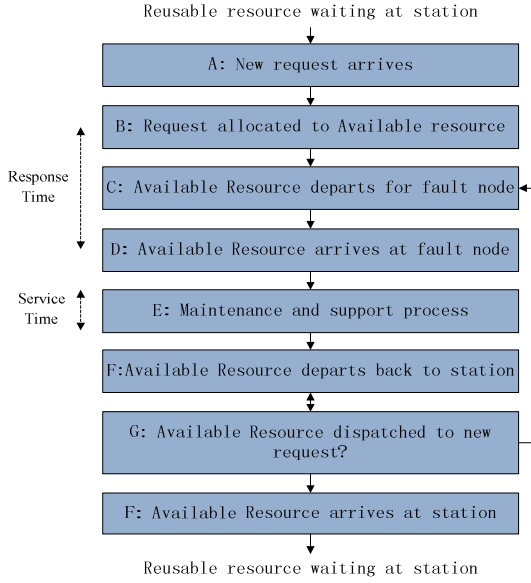 Reusable resource waiting at station
A: New request arrives
B: Request allocated to Available resource
Response
Time
C: Available Resource departs for fault node
D: Available Resource arrives at fault node
Service
Time
E: Maintenance and support process
F:Available Resource departs back to station
G: Available Resource dispatched to new
request?
F: Available Resource arrives at station
Reusable resource waiting at station